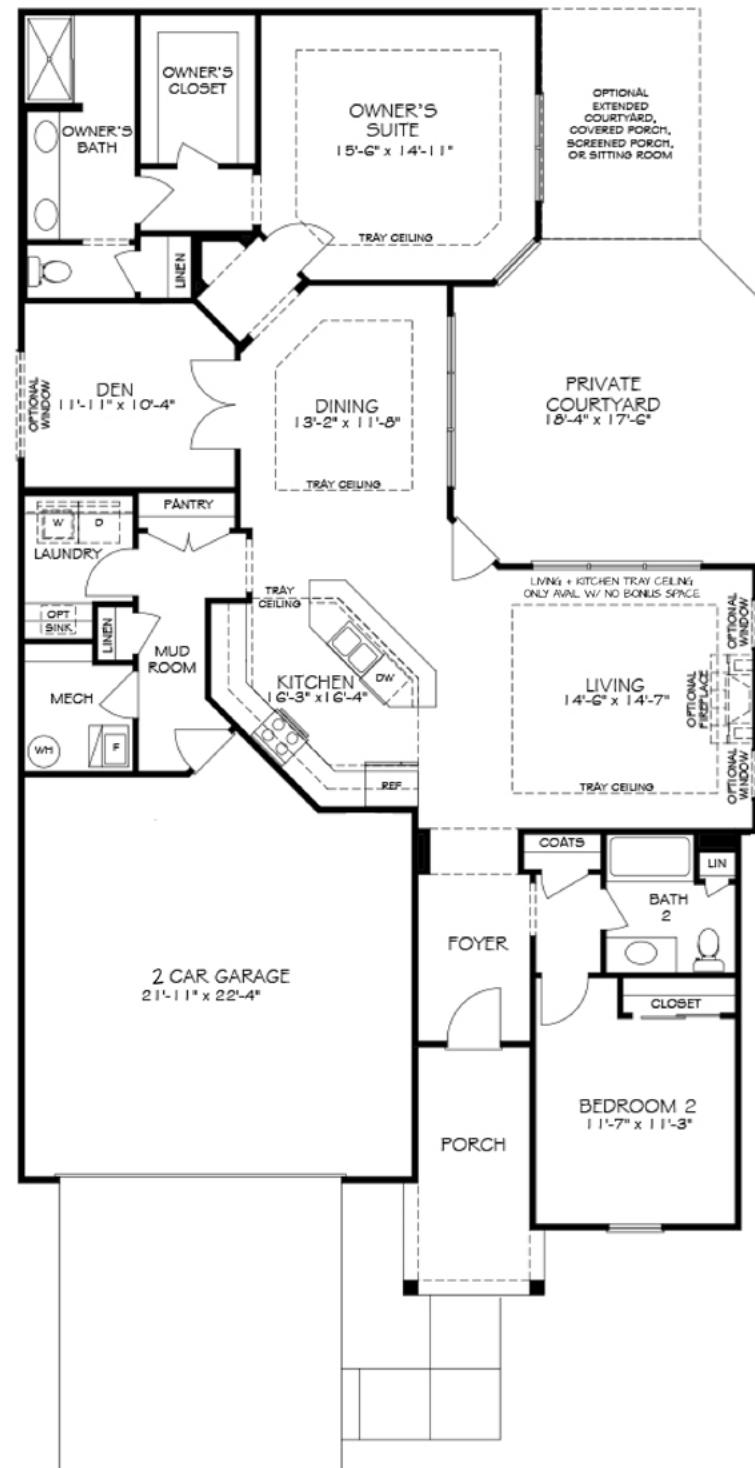 OWNER'S
CLOSET
OWNER'S
SUITE
15'-6" x 14'-11"
TRAY CEILING
OPTIONAL
EXTENDED
COURTYARD,
COVERED PORCH,
SCREENED PORCH,
OR SITTING ROOM
OWNER'S
BATH
LINEN
OPTIONAL
WINDOW
DEN
11'-11" x 10'-4"
DINING
13'-2" x 11'-8"
TRAY CEILING
PRIVATE
COURTYARD
18'-4" x 17'-6"
PANTRY
W
D
LAUNDRY
OPT
SINK
LINEN
MUD
ROOM
MECH
WH
F
TRAY
CEILING
KITCHEN
16'-3" x 16'-4"
DW
REF
LIVING + KITCHEN TRAY CEILING
ONLY AVAL W/ NO BONUS SPACE
LIVING
14'-6" x 14'-7"
TRAY CEILING
OPTIONAL
WINDOW
OPTIONAL
FIREPLACE
OPTIONAL
WINDOW
COATS
LIN
BATH
2
FOYER
2 CAR GARAGE
21'-11" x 22'-4"
CLOSET
BEDROOM 2
11'-7" x 11'-3"
PORCH